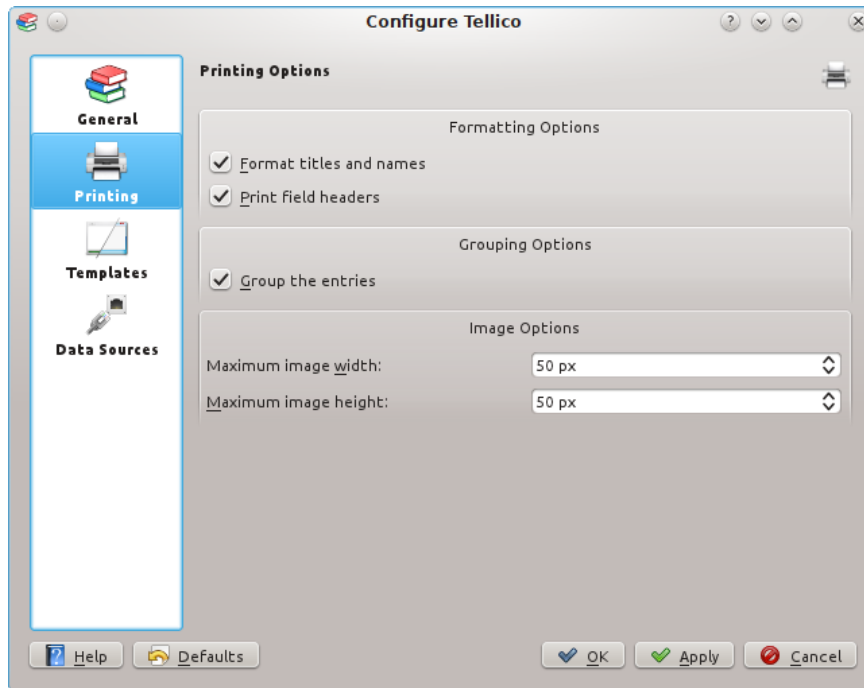 Configure Tellico
General
Printing
Templates
Data Sources
Printing Options
Formatting Options
Format titles and names
Print field headers
Grouping Options
Group the entries
Image Options
Maximum image width: 50 px
Maximum image height: 50 px
Help Defaults OK Apply Cancel